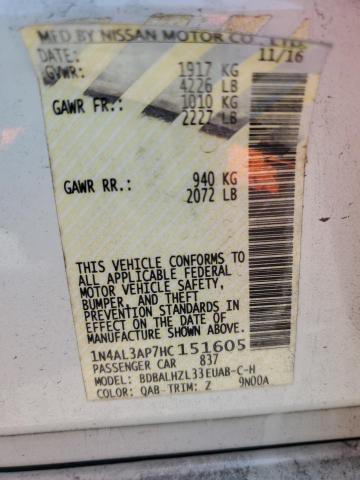 MFD BY NISSAN MOTOR CO., LTD.
DATE: 11/16
GVWR: 1917 KG
4226 LB
GAWR FR.: 1010 KG
2227 LB
GAWR RR.: 940 KG
2072 LB
THIS VEHICLE CONFORMS TO
ALL APPLICABLE FEDERAL
MOTOR VEHICLE SAFETY,
BUMPER, AND THEFT
PREVENTION STANDARDS IN
EFFECT ON THE DATE OF
MANUFACTURE SHOWN ABOVE.
1N4AL3AP7HC151605
PASSENGER CAR 837
MODEL: BDBALHZL33EUAB-C-H
COLOR: QAB-TRIM: Z 9N00A